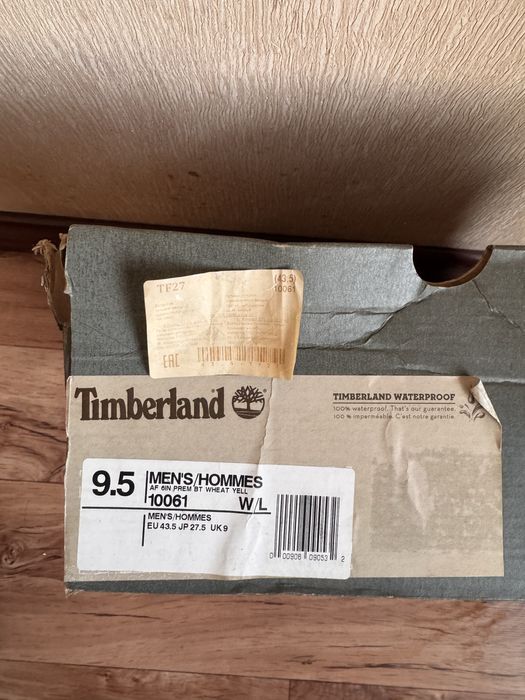 TF27
(43.5)
10061
EAC
Timberland
TIMBERLAND WATERPROOF
100% waterproof. That's our guarantee.
100 % imperméable. C'est notre garantie.
9.5
MEN'S/HOMMES
AF 6IN PREM BT WHEAT YELL
10061 W/L
MEN'S/HOMMES
EU 43.5 JP 27.5 UK 9
0 00906 09053 2